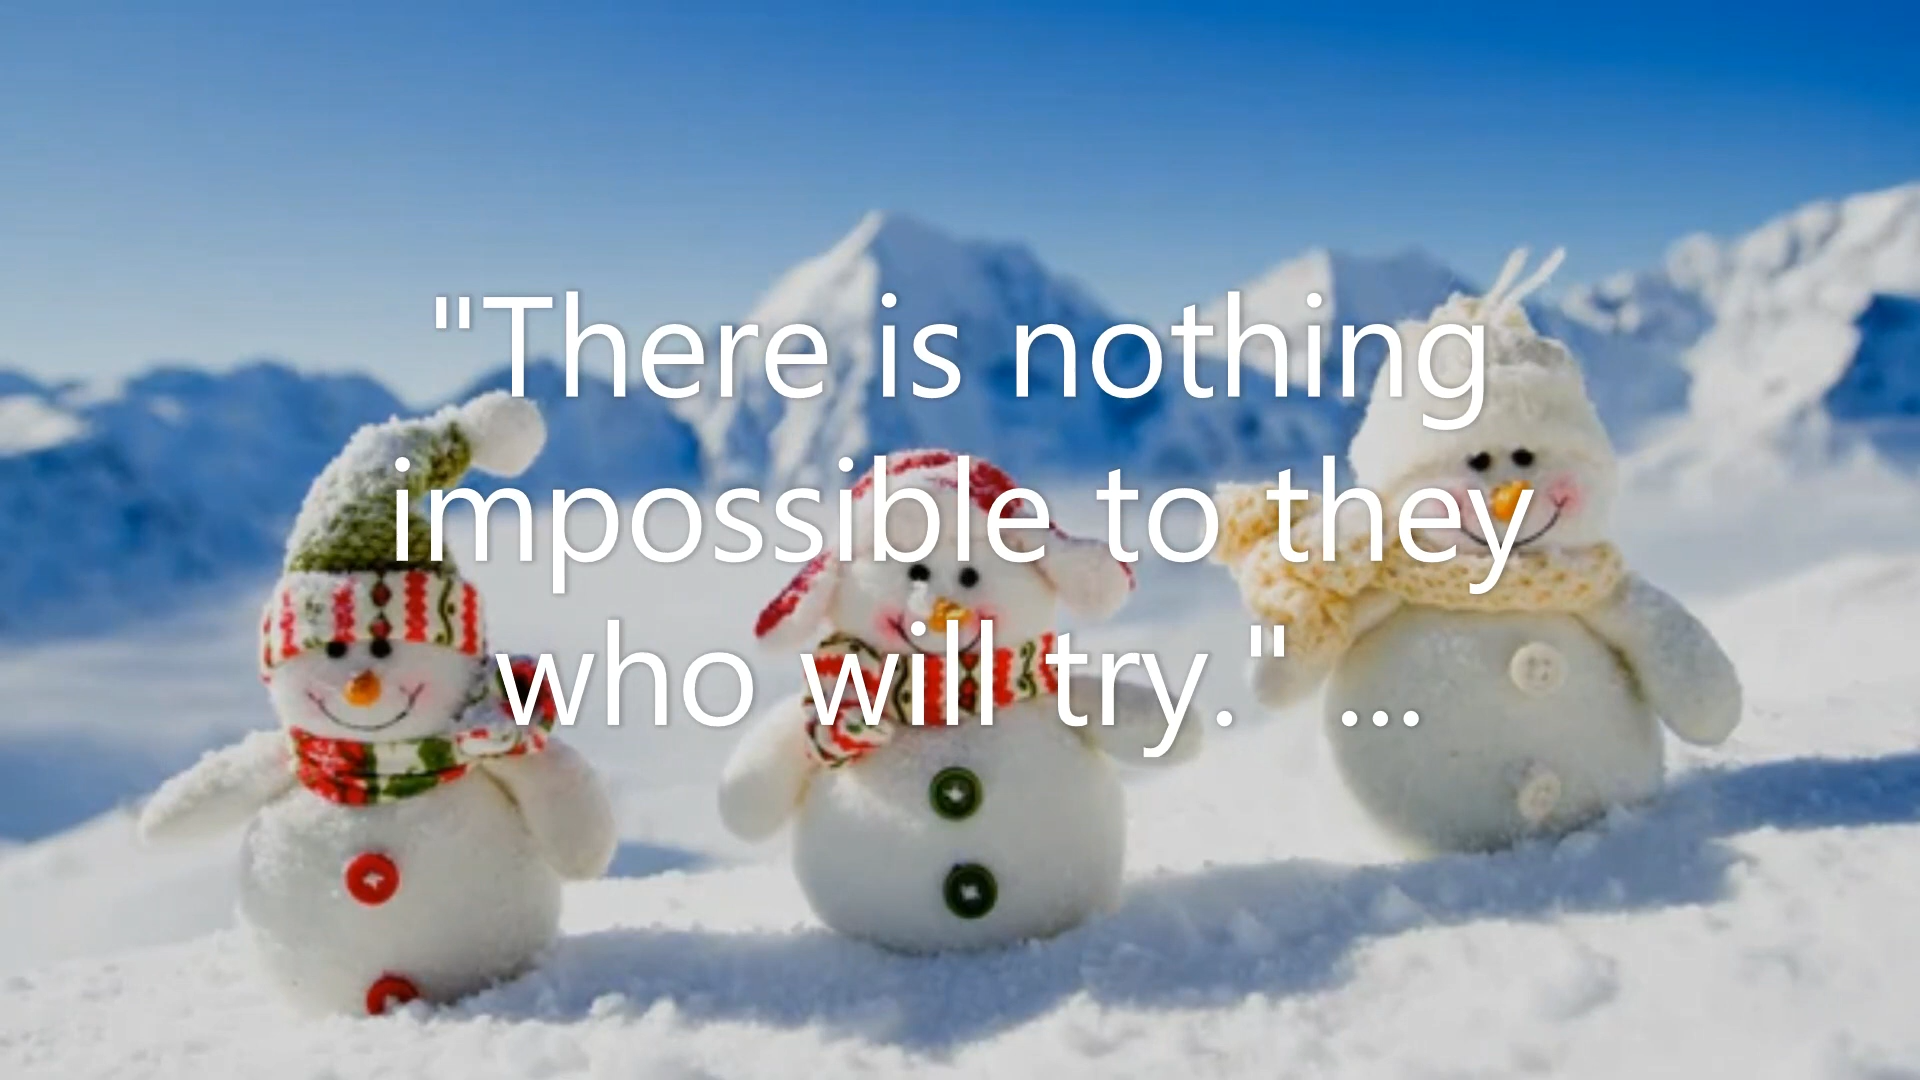 "There is nothing
impossible to they
who will try." ...